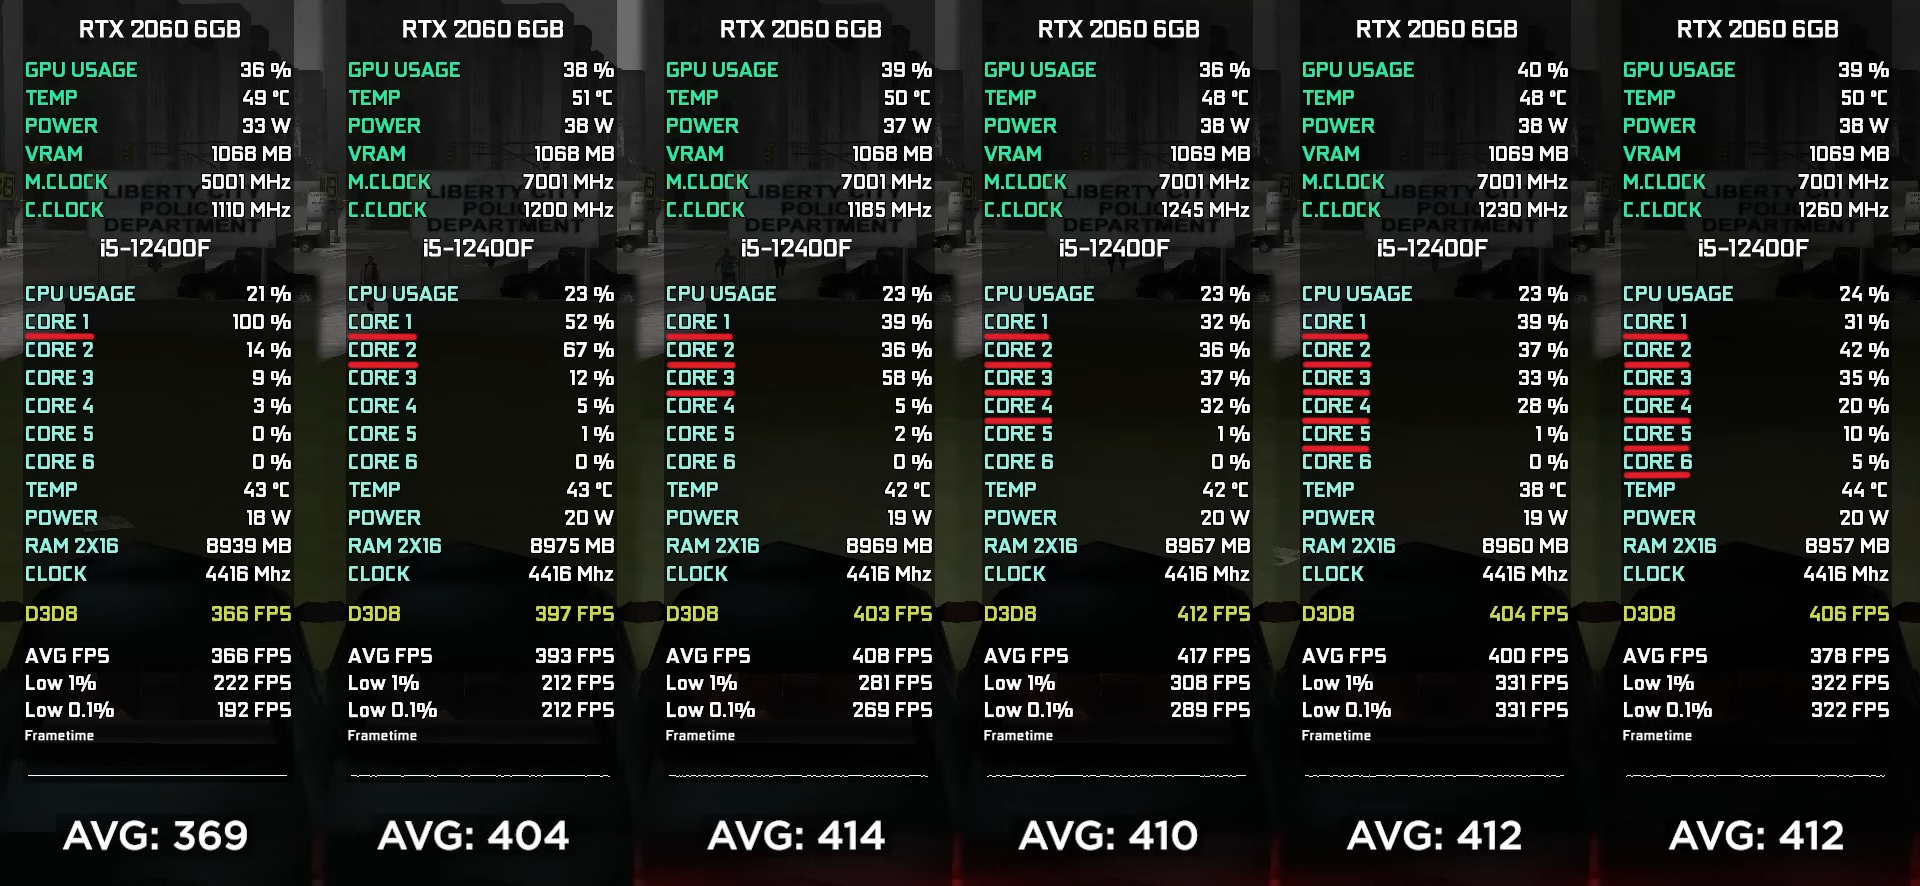 RTX 2060 6GB
GPU USAGE 36 %
TEMP 49 °C
POWER 33 W
VRAM 1068 MB
M.CLOCK 5001 MHz
C.CLOCK 1110 MHz
LIBERTY
POLIC
DEPARTMENT
i5-12400F
CPU USAGE 21 %
CORE 1 100 %
CORE 2 14 %
CORE 3 9 %
CORE 4 3 %
CORE 5 0 %
CORE 6 0 %
TEMP 43 °C
POWER 18 W
RAM 2X16 8939 MB
CLOCK 4416 Mhz
D3D8 366 FPS
AVG FPS 366 FPS
Low 1% 222 FPS
Low 0.1% 192 FPS
Frametime
AVG: 369
RTX 2060 6GB
GPU USAGE 38 %
TEMP 51 °C
POWER 38 W
VRAM 1068 MB
M.CLOCK 7001 MHz
C.CLOCK 1200 MHz
LIBERTY
POLIC
DEPARTMENT
i5-12400F
CPU USAGE 23 %
CORE 1 52 %
CORE 2 67 %
CORE 3 12 %
CORE 4 5 %
CORE 5 1 %
CORE 6 0 %
TEMP 43 °C
POWER 20 W
RAM 2X16 8975 MB
CLOCK 4416 Mhz
D3D8 397 FPS
AVG FPS 393 FPS
Low 1% 212 FPS
Low 0.1% 212 FPS
Frametime
AVG: 404
RTX 2060 6GB
GPU USAGE 39 %
TEMP 50 °C
POWER 37 W
VRAM 1068 MB
M.CLOCK 7001 MHz
C.CLOCK 1185 MHz
LIBERTY
POLIC
DEPARTMENT
i5-12400F
CPU USAGE 23 %
CORE 1 39 %
CORE 2 36 %
CORE 3 58 %
CORE 4 5 %
CORE 5 2 %
CORE 6 0 %
TEMP 42 °C
POWER 19 W
RAM 2X16 8969 MB
CLOCK 4416 Mhz
D3D8 403 FPS
AVG FPS 408 FPS
Low 1% 281 FPS
Low 0.1% 269 FPS
Frametime
AVG: 414
RTX 2060 6GB
GPU USAGE 36 %
TEMP 48 °C
POWER 38 W
VRAM 1069 MB
M.CLOCK 7001 MHz
C.CLOCK 1245 MHz
LIBERTY
POLIC
DEPARTMENT
i5-12400F
CPU USAGE 23 %
CORE 1 32 %
CORE 2 36 %
CORE 3 37 %
CORE 4 32 %
CORE 5 1 %
CORE 6 0 %
TEMP 42 °C
POWER 20 W
RAM 2X16 8967 MB
CLOCK 4416 Mhz
D3D8 412 FPS
AVG FPS 417 FPS
Low 1% 308 FPS
Low 0.1% 289 FPS
Frametime
AVG: 410
RTX 2060 6GB
GPU USAGE 40 %
TEMP 48 °C
POWER 38 W
VRAM 1069 MB
M.CLOCK 7001 MHz
C.CLOCK 1230 MHz
LIBERTY
POLIC
DEPARTMENT
i5-12400F
CPU USAGE 23 %
CORE 1 39 %
CORE 2 37 %
CORE 3 33 %
CORE 4 28 %
CORE 5 1 %
CORE 6 0 %
TEMP 38 °C
POWER 19 W
RAM 2X16 8960 MB
CLOCK 4416 Mhz
D3D8 404 FPS
AVG FPS 400 FPS
Low 1% 331 FPS
Low 0.1% 331 FPS
Frametime
AVG: 412
RTX 2060 6GB
GPU USAGE 39 %
TEMP 50 °C
POWER 38 W
VRAM 1069 MB
M.CLOCK 7001 MHz
C.CLOCK 1260 MHz
LIBERTY
POLIC
DEPARTMENT
i5-12400F
CPU USAGE 24 %
CORE 1 31 %
CORE 2 42 %
CORE 3 35 %
CORE 4 20 %
CORE 5 10 %
CORE 6 5 %
TEMP 44 °C
POWER 20 W
RAM 2X16 8957 MB
CLOCK 4416 Mhz
D3D8 406 FPS
AVG FPS 378 FPS
Low 1% 322 FPS
Low 0.1% 322 FPS
Frametime
AVG: 412